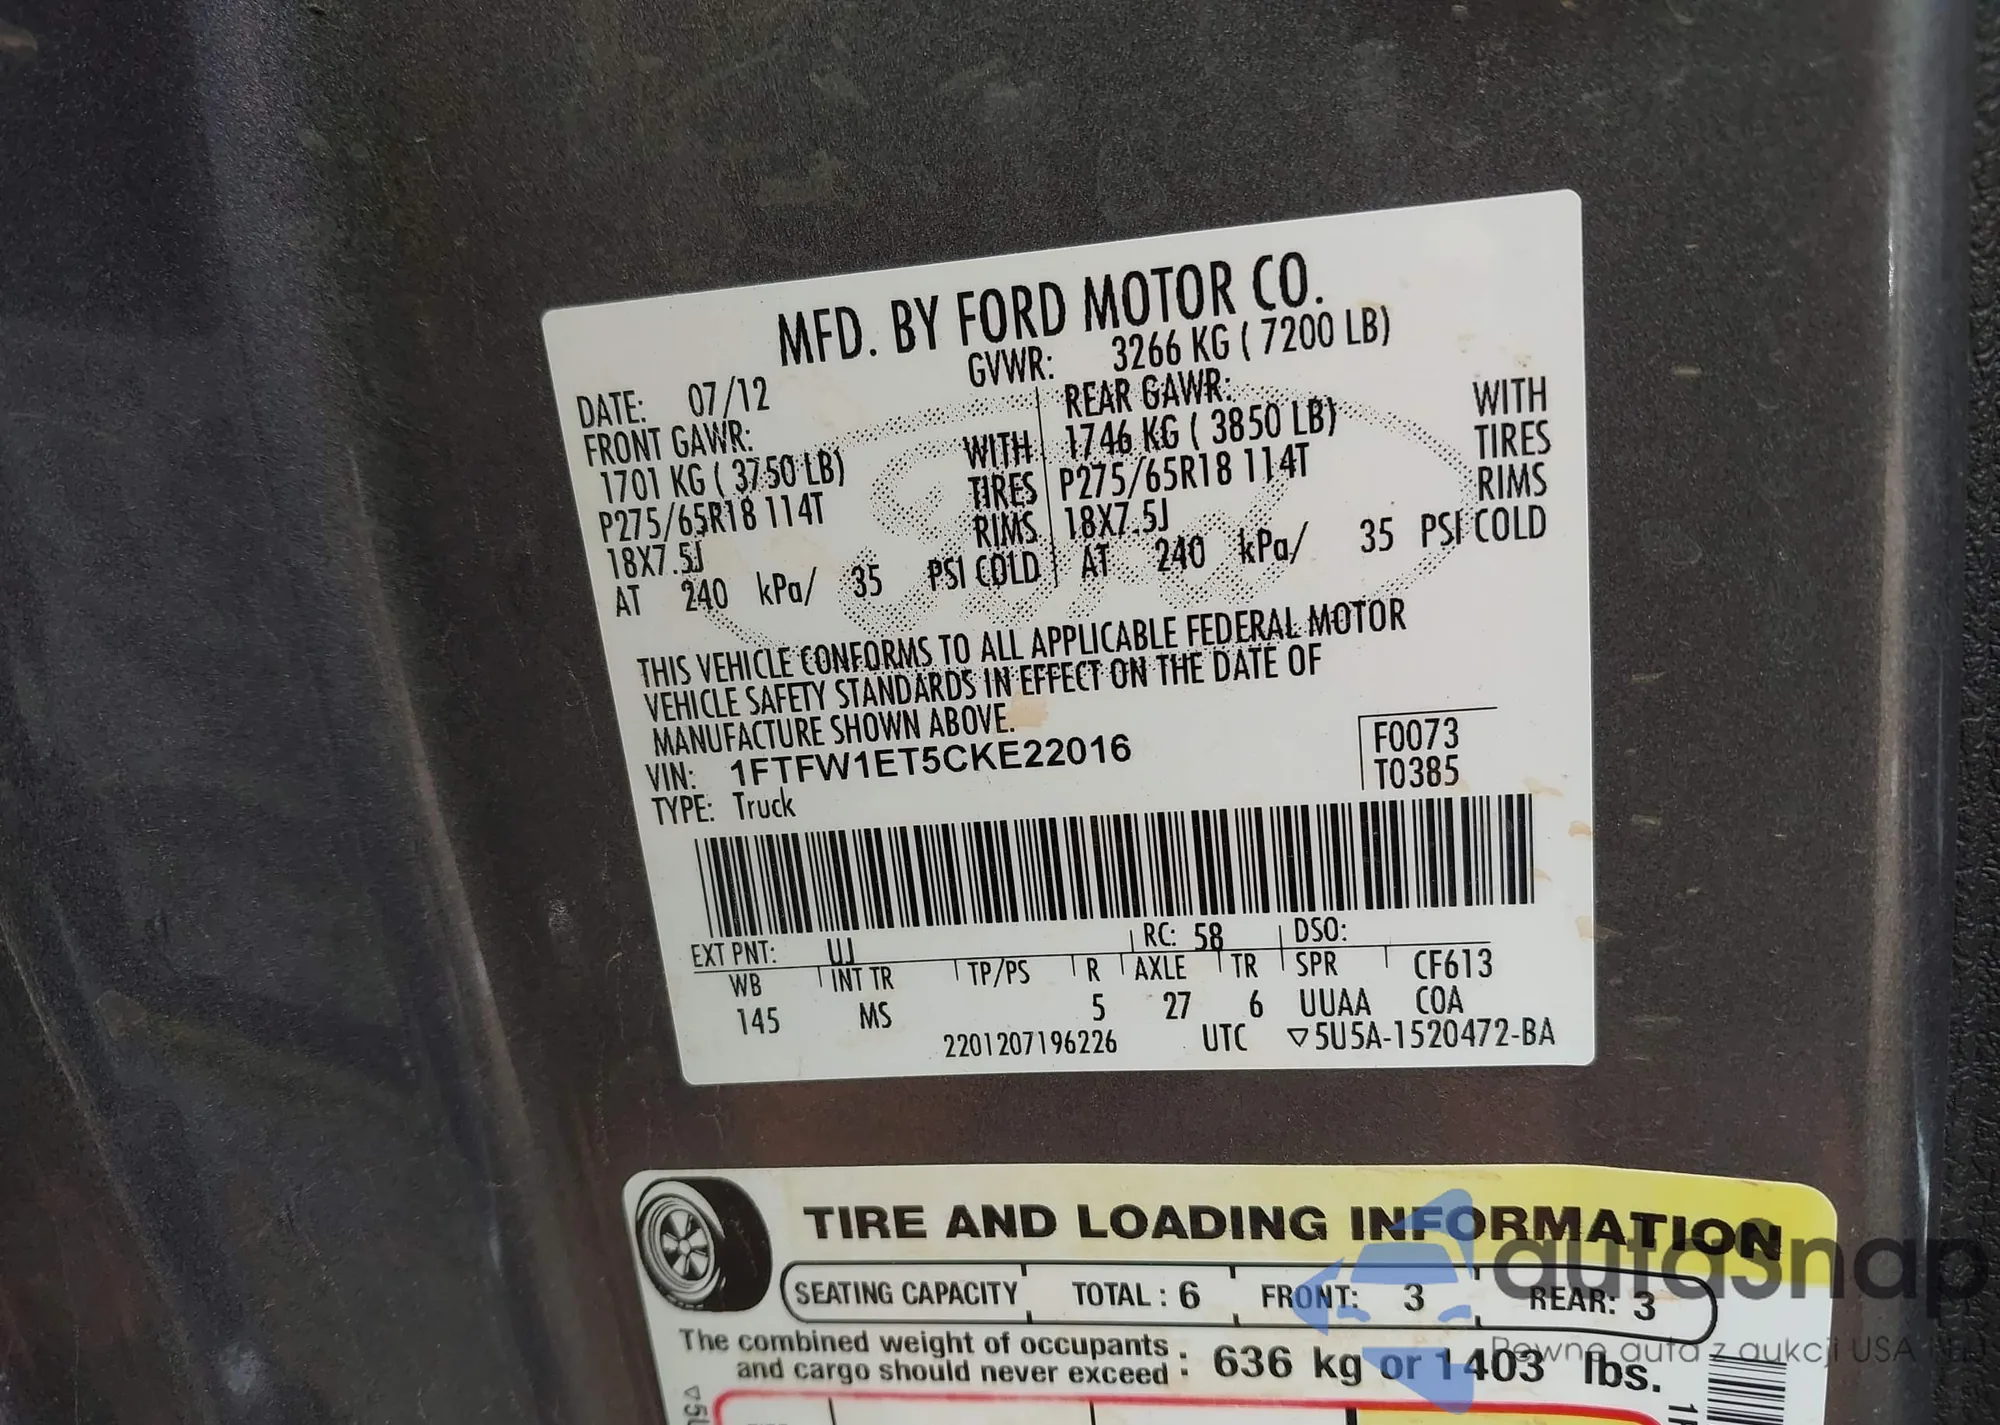 MFD. BY FORD MOTOR CO.
DATE: 07/12 GVWR: 3266 KG ( 7200 LB)
FRONT GAWR: REAR GAWR:
1701 KG ( 3750 LB) WITH 1746 KG ( 3850 LB) WITH
P275/65R18 114T TIRES P275/65R18 114T TIRES
18X7.5J RIMS 18X7.5J RIMS
AT 240 kPa/ 35 PSI COLD AT 240 kPa/ 35 PSI COLD
THIS VEHICLE CONFORMS TO ALL APPLICABLE FEDERAL MOTOR
VEHICLE SAFETY STANDARDS IN EFFECT ON THE DATE OF
MANUFACTURE SHOWN ABOVE.
VIN: 1FTFW1ET5CKE22016 F0073
TYPE: Truck T0385
EXT PNT: UJ RC: 58 DSO:
WB INT TR TP/PS R AXLE TR SPR CF613
145 MS 5 27 6 UUAA COA
2201207196226 UTC ▽5U5A-1520472-BA
TIRE AND LOADING INFORMATION
SEATING CAPACITY TOTAL : 6 FRONT: 3 REAR: 3
The combined weight of occupants
and cargo should never exceed : 636 kg or 1403 lbs.
autasnap
Pewne auta z aukcji USA